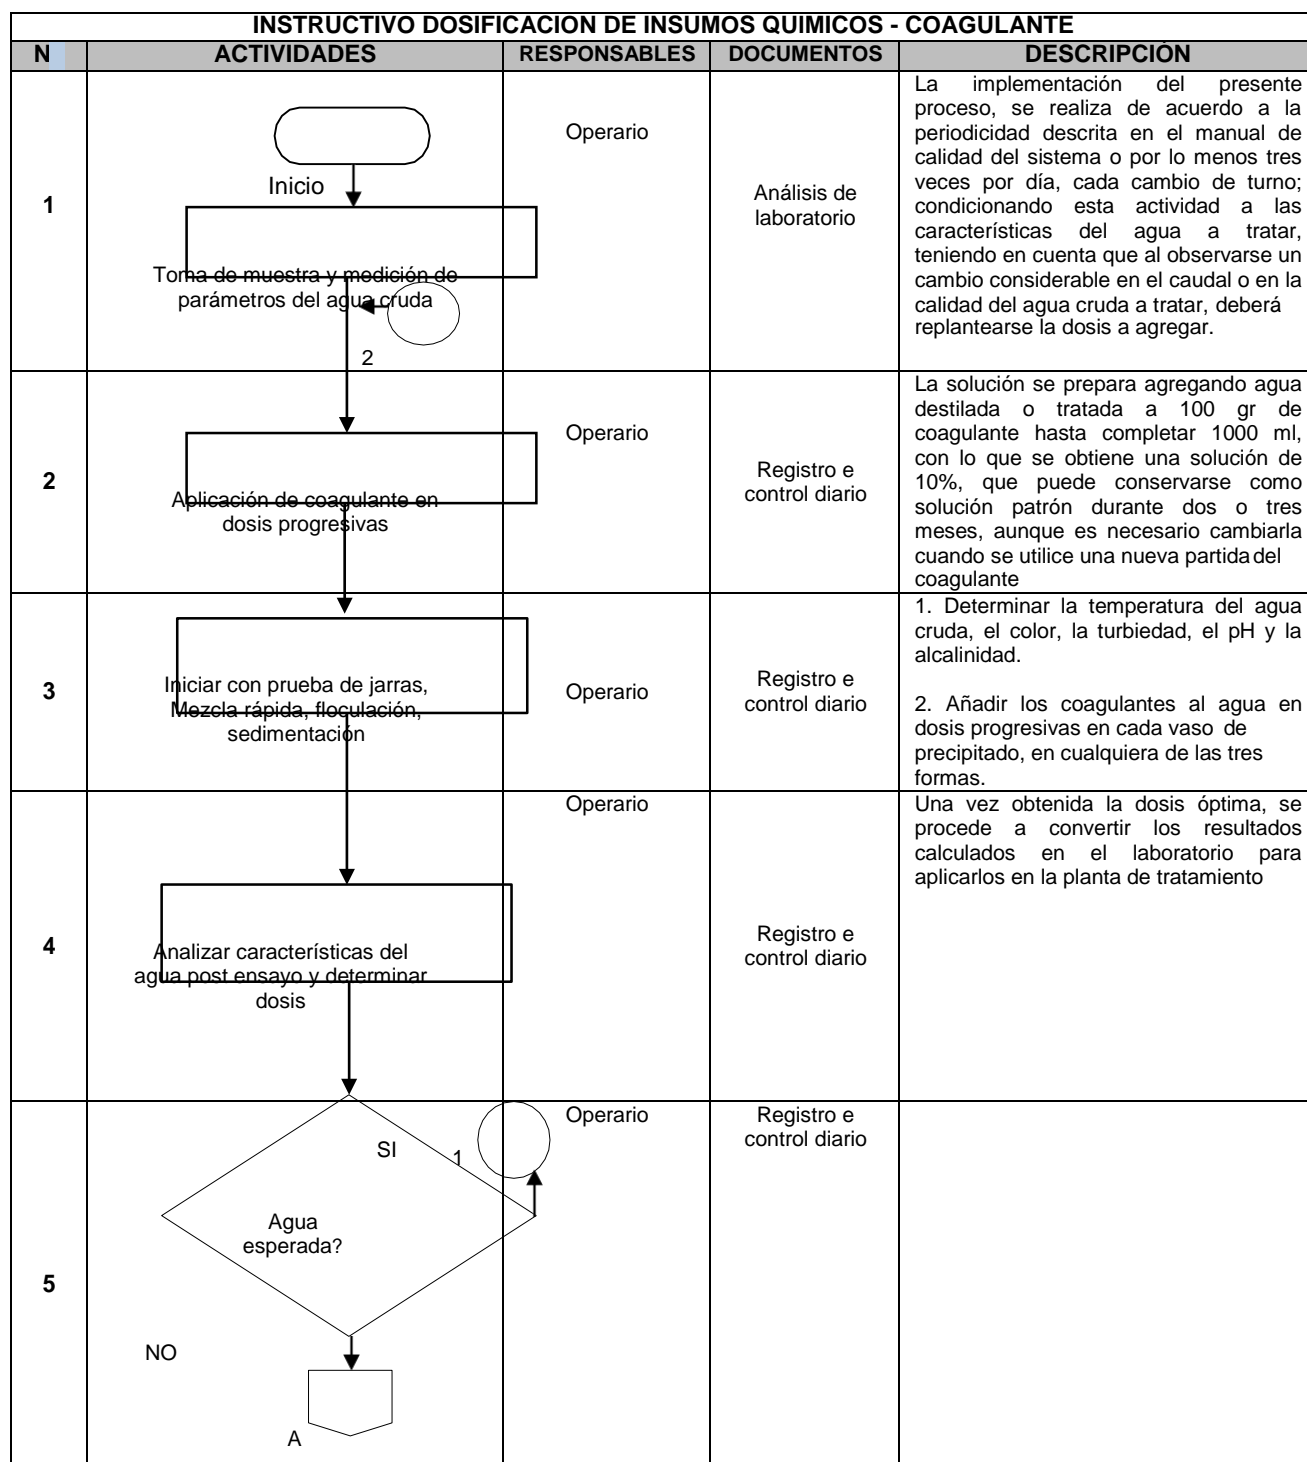 INSTRUCTIVO DOSIFICACION DE INSUMOS QUIMICOS - COAGULANTE
N ACTIVIDADES RESPONSABLES DOCUMENTOS DESCRIPCIÓN
1
Inicio
Toma de muestra y medición de
parámetros del agua cruda
2
Operario
Análisis de
laboratorio
La implementación del presente
proceso, se realiza de acuerdo a la
periodicidad descrita en el manual de
calidad del sistema o por lo menos tres
veces por día, cada cambio de turno;
condicionando esta actividad a las
características del agua a tratar,
teniendo en cuenta que al observarse un
cambio considerable en el caudal o en la
calidad del agua cruda a tratar, deberá
replantearse la dosis a agregar.
2
Aplicación de coagulante en
dosis progresivas
Operario
Registro e
control diario
La solución se prepara agregando agua
destilada o tratada a 100 gr de
coagulante hasta completar 1000 ml,
con lo que se obtiene una solución de
10%, que puede conservarse como
solución patrón durante dos o tres
meses, aunque es necesario cambiarla
cuando se utilice una nueva partida del
coagulante
3
Iniciar con prueba de jarras,
Mezcla rápida, floculación,
sedimentación
Operario
Registro e
control diario
1. Determinar la temperatura del agua
cruda, el color, la turbiedad, el pH y la
alcalinidad.
2. Añadir los coagulantes al agua en
dosis progresivas en cada vaso de
precipitado, en cualquiera de las tres
formas.
4
Analizar características del
agua post ensayo y determinar
dosis
Operario
Registro e
control diario
Una vez obtenida la dosis óptima, se
procede a convertir los resultados
calculados en el laboratorio para
aplicarlos en la planta de tratamiento
5
SI
1
Agua
esperada?
NO
A
Operario
Registro e
control diario